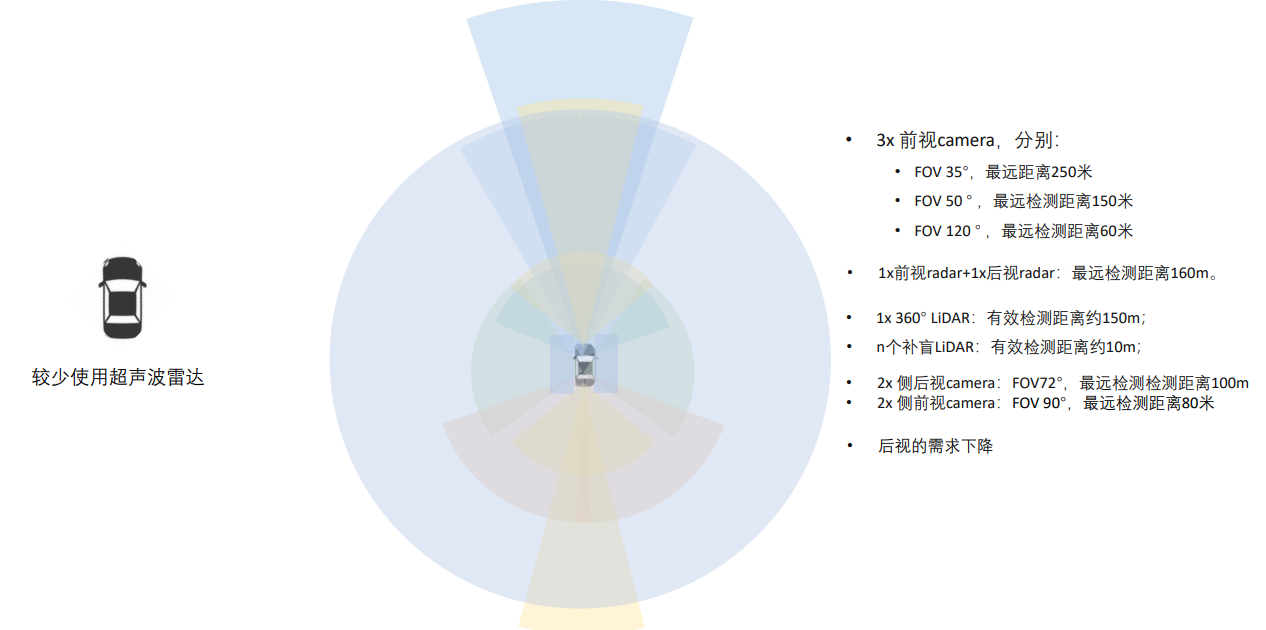 较少使用超声波雷达
• 3x 前视camera，分别：
• FOV 35°，最远距离250米
• FOV 50 °，最远检测距离150米
• FOV 120 °，最远检测距离60米
• 1x前视radar+1x后视radar：最远检测距离160m。
• 1x 360° LiDAR：有效检测距离约150m；
• n个补盲LiDAR：有效检测距离约10m；
• 2x 侧后视camera：FOV72°，最远检测检测距离100m
• 2x 侧前视camera：FOV 90°，最远检测距离80米
• 后视的需求下降